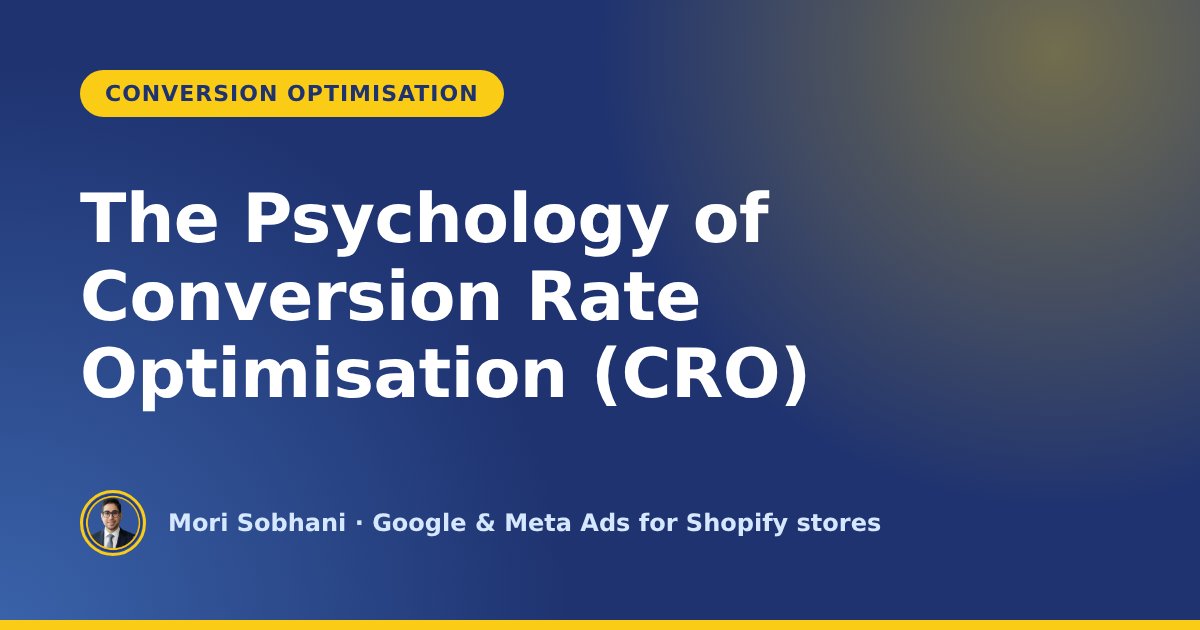 CONVERSION OPTIMISATION
The Psychology of
Conversion Rate
Optimisation (CRO)
Mori Sobhani · Google & Meta Ads for Shopify stores